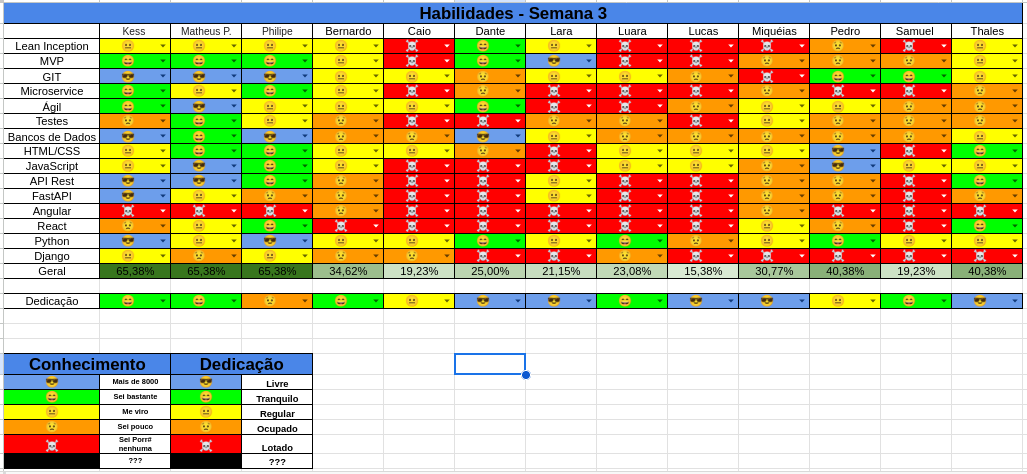 Habilidades - Semana 3
Kess Matheus P. Philipe Bernardo Caio Dante Lara Luara Lucas Miquéias Pedro Samuel Thales
Lean Inception
MVP
GIT
Microservice
Ágil
Testes
Bancos de Dados
HTML/CSS
JavaScript
API Rest
FastAPI
Angular
React
Python
Django
Geral 65,38% 65,38% 65,38% 34,62% 19,23% 25,00% 21,15% 23,08% 15,38% 30,77% 40,38% 19,23% 40,38%
Dedicação
Conhecimento Dedicação
Mais de 8000 Livre
Sei bastante Tranquilo
Me viro Regular
Sei pouco Ocupado
Sei Porr#
nenhuma Lotado
??? ???